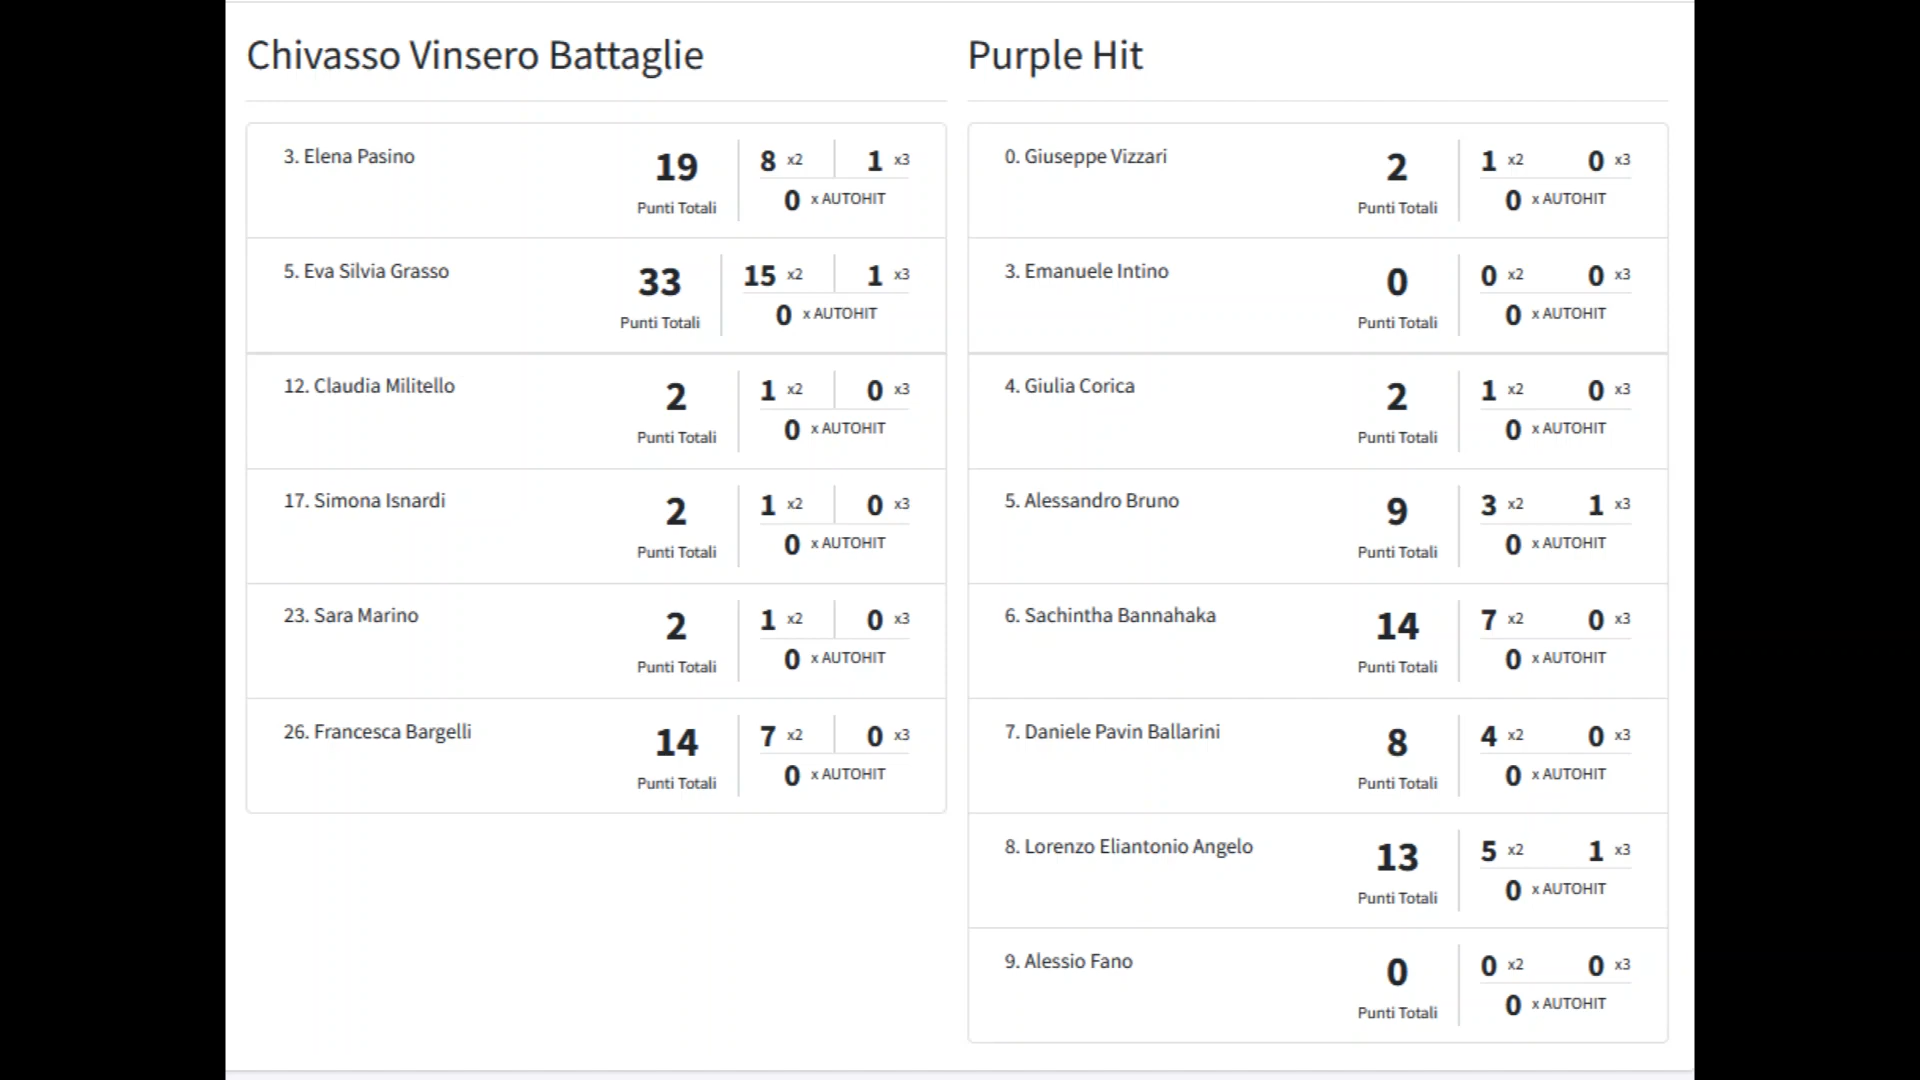 Chivasso Vinsero Battaglie
3. Elena Pasino
19
Punti Totali
8 x2
1 x3
0 x AUTOHIT
5. Eva Silvia Grasso
33
Punti Totali
15 x2
1 x3
0 x AUTOHIT
12. Claudia Militello
2
Punti Totali
1 x2
0 x3
0 x AUTOHIT
17. Simona Isnardi
2
Punti Totali
1 x2
0 x3
0 x AUTOHIT
23. Sara Marino
2
Punti Totali
1 x2
0 x3
0 x AUTOHIT
26. Francesca Bargelli
14
Punti Totali
7 x2
0 x3
0 x AUTOHIT
Purple Hit
0. Giuseppe Vizzari
2
Punti Totali
1 x2
0 x3
0 x AUTOHIT
3. Emanuele Intino
0
Punti Totali
0 x2
0 x3
0 x AUTOHIT
4. Giulia Corica
2
Punti Totali
1 x2
0 x3
0 x AUTOHIT
5. Alessandro Bruno
9
Punti Totali
3 x2
1 x3
0 x AUTOHIT
6. Sachintha Bannahaka
14
Punti Totali
7 x2
0 x3
0 x AUTOHIT
7. Daniele Pavin Ballarini
8
Punti Totali
4 x2
0 x3
0 x AUTOHIT
8. Lorenzo Eliantonio Angelo
13
Punti Totali
5 x2
1 x3
0 x AUTOHIT
9. Alessio Fano
0
Punti Totali
0 x2
0 x3
0 x AUTOHIT